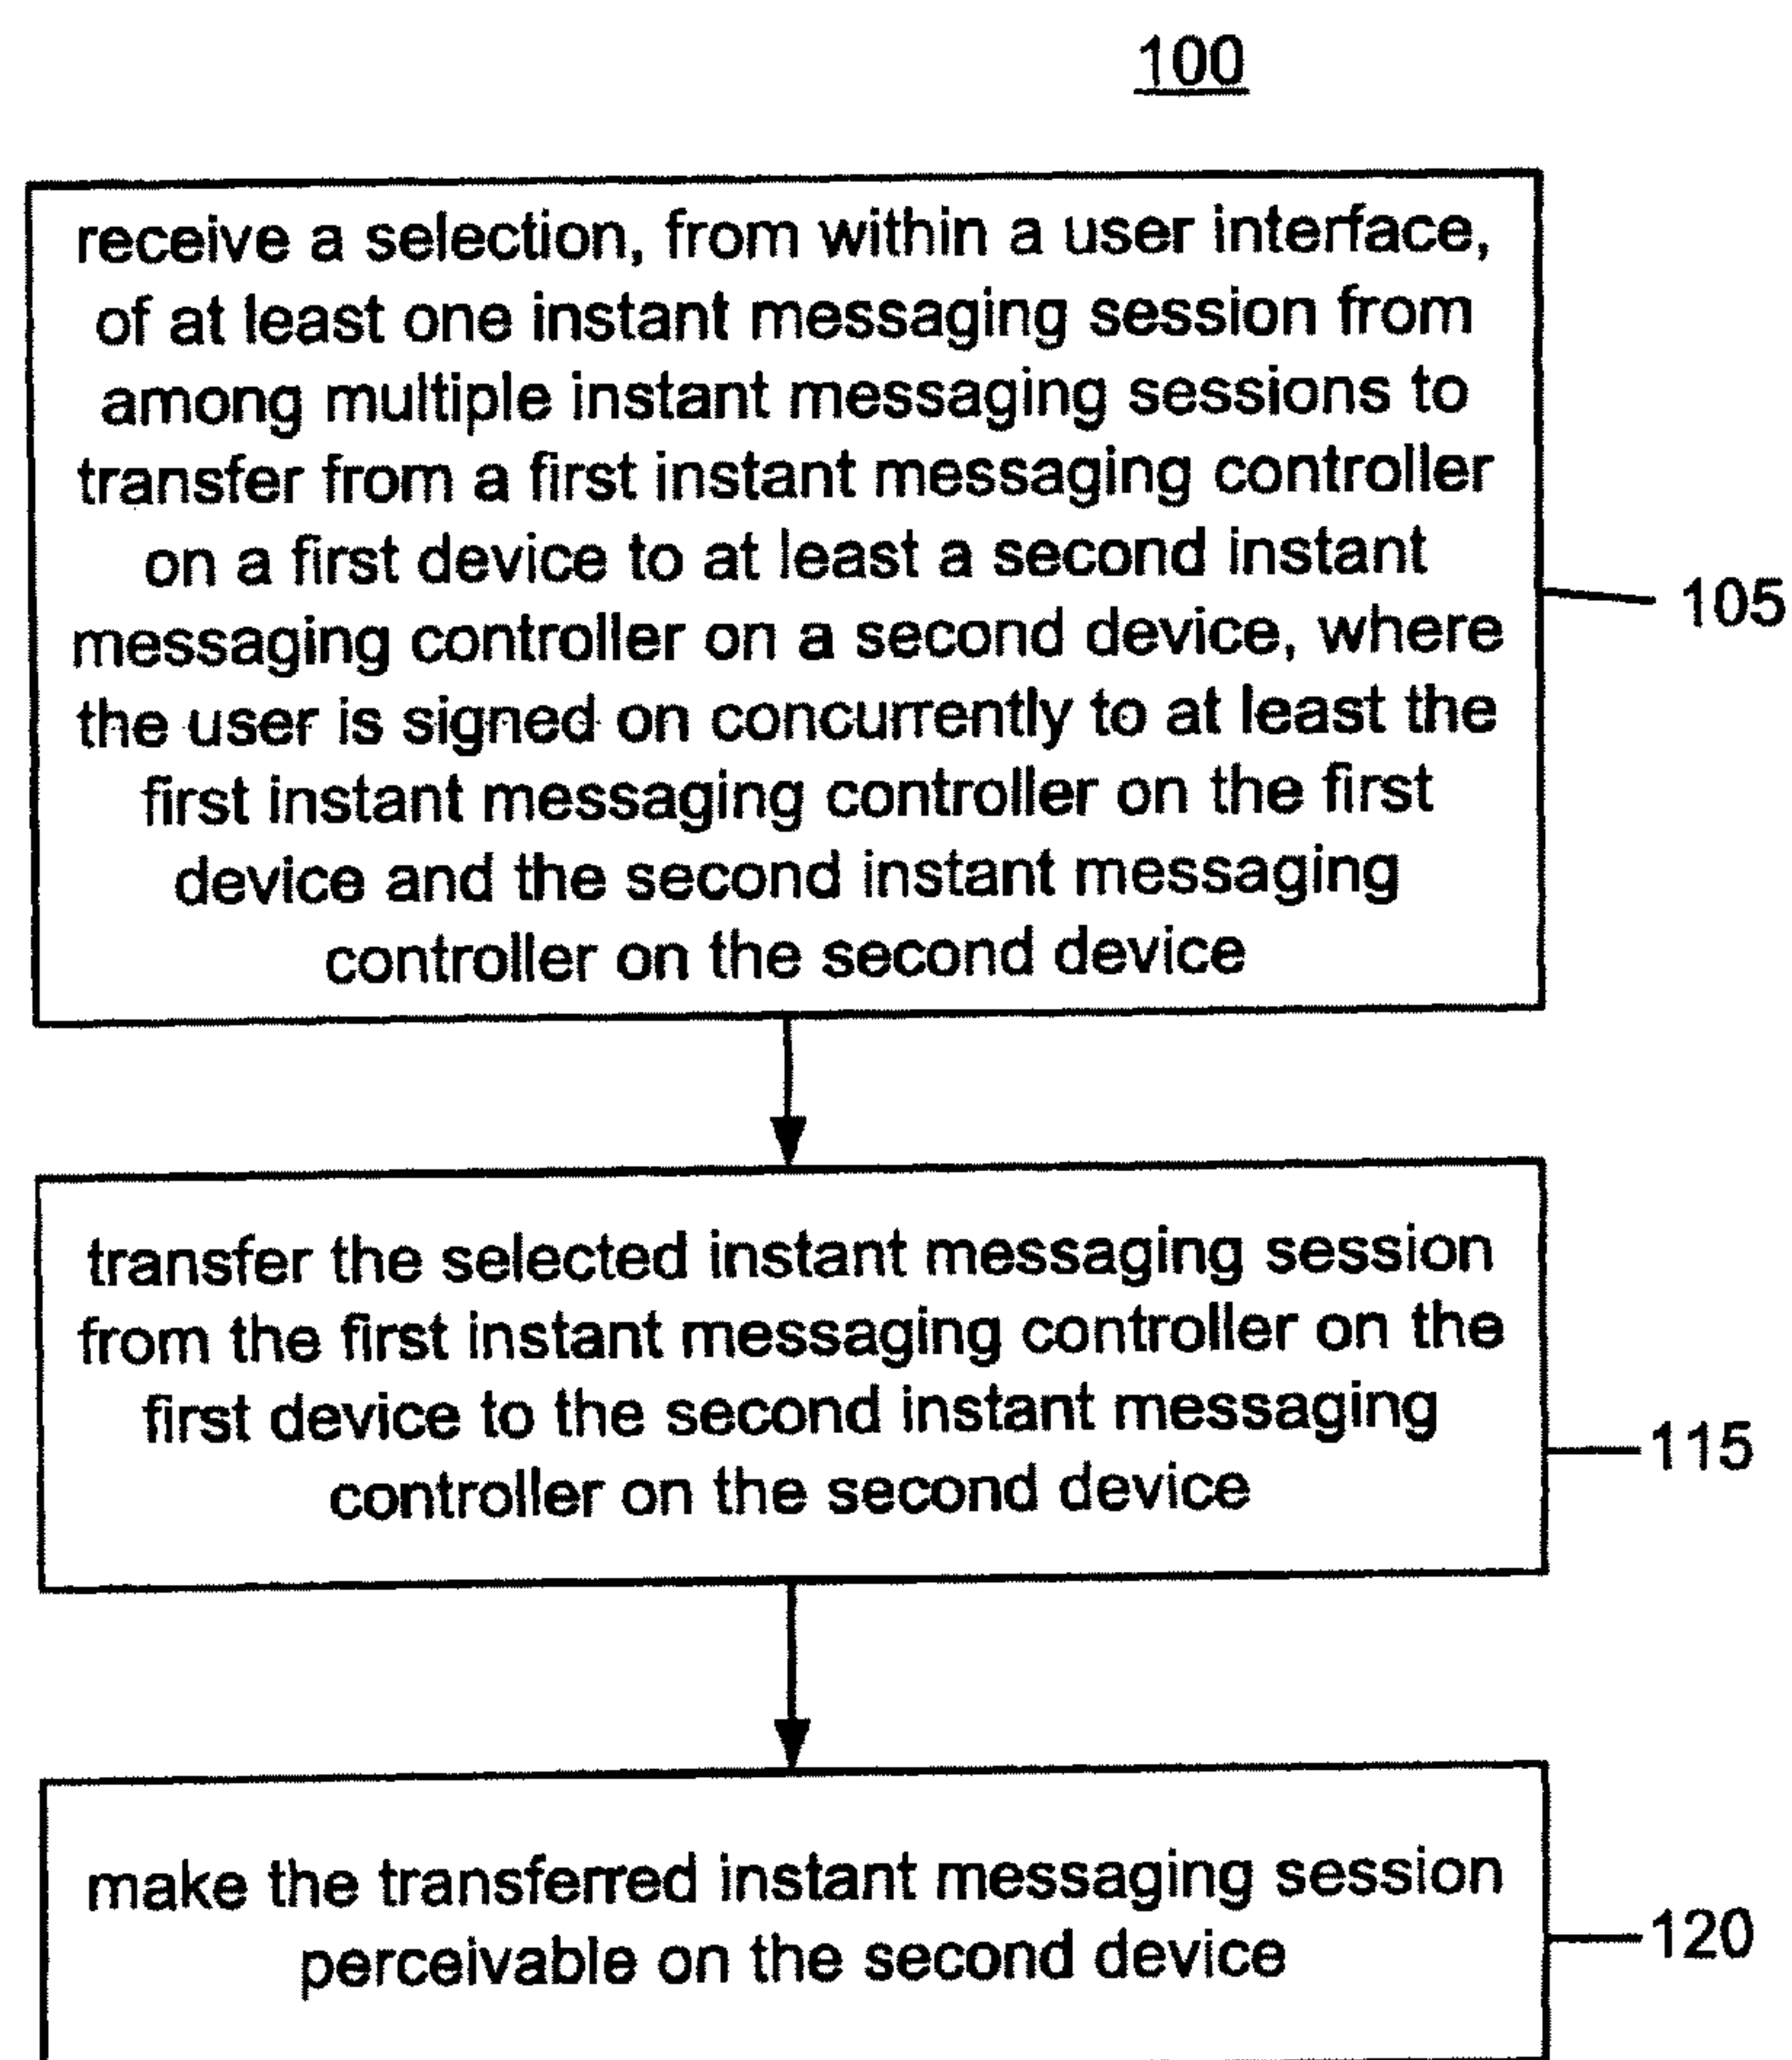 100
receive a selection, from within a user interface,
of at least one instant messaging session from
among multiple instant messaging sessions to
transfer from a first instant messaging controller
on a first device to at least a second instant
messaging controller on a second device, where
the user is signed on concurrently to at least the
first instant messaging controller on the first
device and the second instant messaging
controller on the second device
105
transfer the selected instant messaging session
from the first instant messaging controller on the
first device to the second instant messaging
controller on the second device
115
make the transferred instant messaging session
perceivable on the second device
120